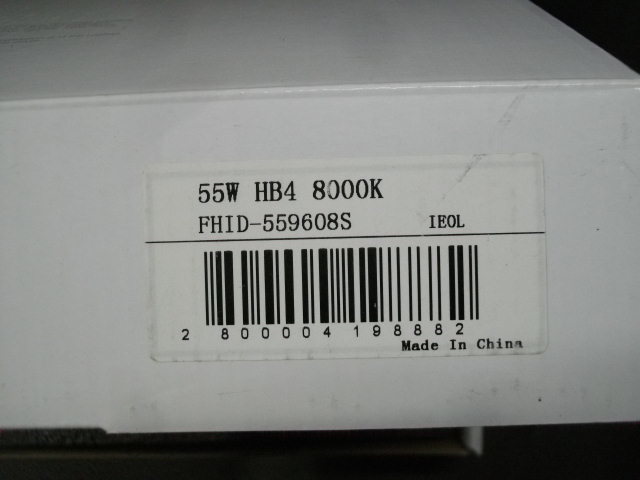 55W HB4 8000K
FHID-559608S IEOL
2 800004 198882
Made In China